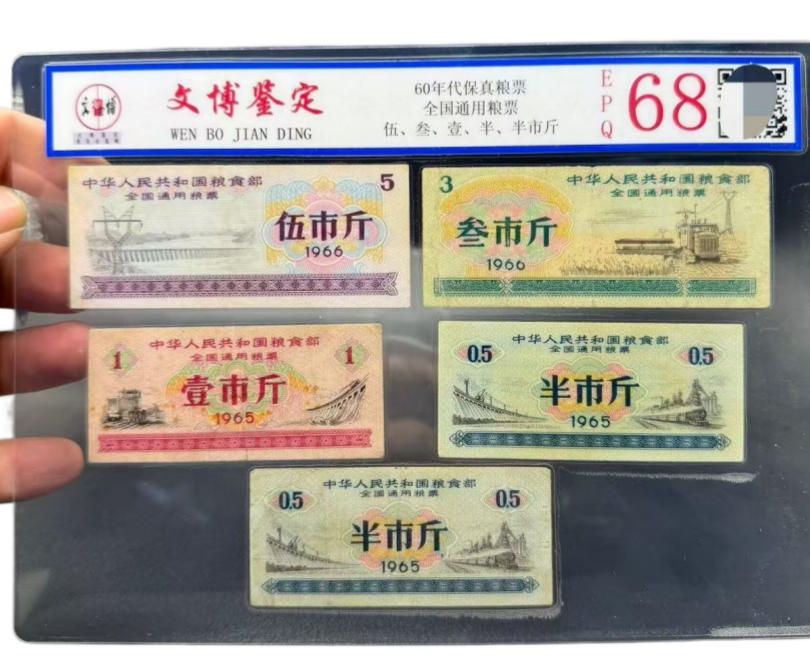 文博鉴定
WEN BO JIAN DING
60年代保真粮票
全国通用粮票
伍、叁、壹、半、半市斤
EPQ
68
中华人民共和国粮食部
5
全国通用粮票
伍市斤
1966
3
中华人民共和国粮食部
全国通用粮票
叁市斤
1966
中华人民共和国粮食部
全国通用粮票
1
1
壹市斤
1965
中华人民共和国粮食部
全国通用粮票
0.5
0.5
半市斤
1965
中华人民共和国粮食部
全国通用粮票
0.5
0.5
半市斤
1965